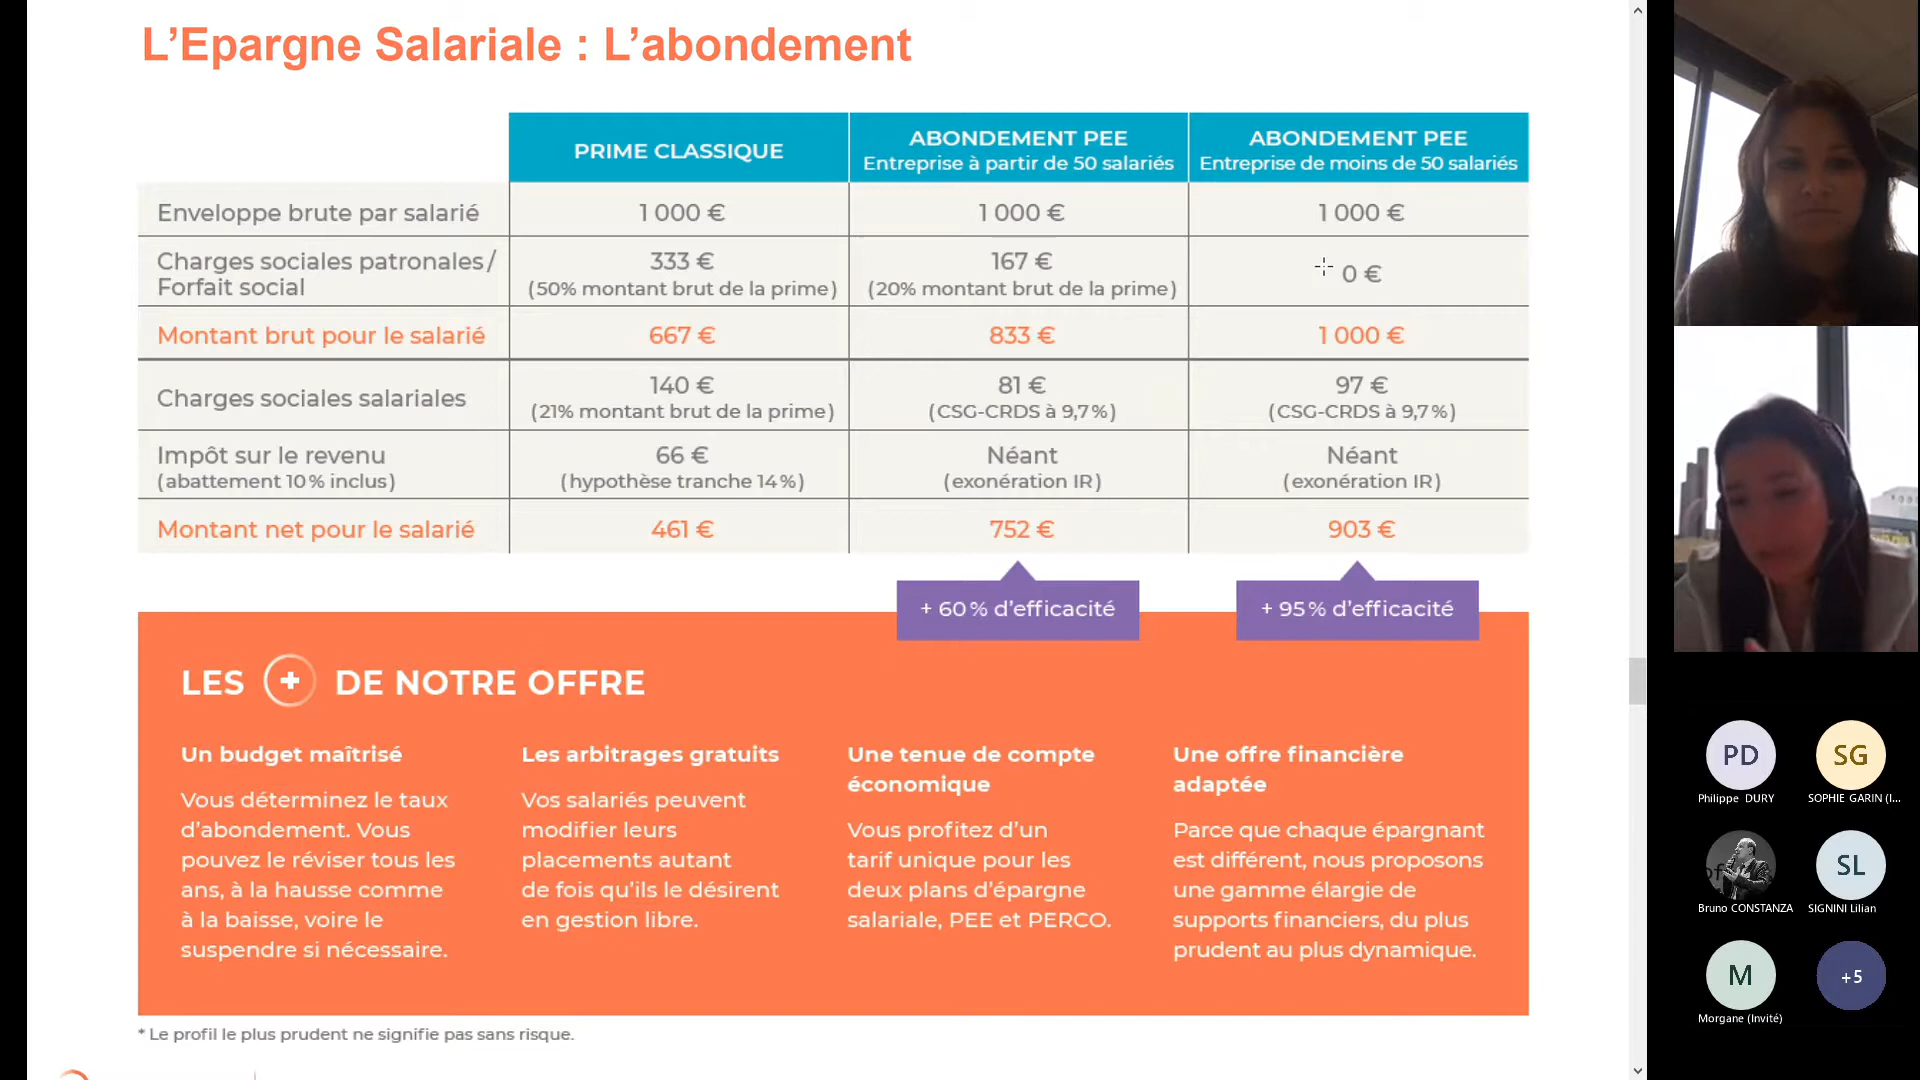 L’Epargne Salariale : L’abondement
PRIME CLASSIQUE
ABONDEMENT PEE
Entreprise à partir de 50 salariés
ABONDEMENT PEE
Entreprise de moins de 50 salariés
Enveloppe brute par salarié
1 000 €
1 000 €
1 000 €
Charges sociales patronales /
Forfait social
333 €
(50% montant brut de la prime)
167 €
(20% montant brut de la prime)
0 €
Montant brut pour le salarié
667 €
833 €
1 000 €
Charges sociales salariales
140 €
(21% montant brut de la prime)
81 €
(CSG-CRDS à 9,7%)
97 €
(CSG-CRDS à 9,7%)
Impôt sur le revenu
(abattement 10% inclus)
66 €
(hypothèse tranche 14%)
Néant
(exonération IR)
Néant
(exonération IR)
Montant net pour le salarié
461 €
752 €
903 €
+ 60% d’efficacité
+ 95% d’efficacité
LES + DE NOTRE OFFRE
Un budget maîtrisé
Vous déterminez le taux
d’abondement. Vous
pouvez le réviser tous les
ans, à la hausse comme
à la baisse, voire le
suspendre si nécessaire.
Les arbitrages gratuits
Vos salariés peuvent
modifier leurs
placements autant
de fois qu’ils le désirent
en gestion libre.
Une tenue de compte
économique
Vous profitez d’un
tarif unique pour les
deux plans d’épargne
salariale, PEE et PERCO.
Une offre financière
adaptée
Parce que chaque épargnant
est différent, nous proposons
une gamme élargie de
supports financiers, du plus
prudent au plus dynamique.
* Le profil le plus prudent ne signifie pas sans risque.
PD
Philippe DURY
SG
SOPHIE GARIN (I...
Bruno CONSTANZA
SL
SIGNINI Lilian
M
Morgane (Invité)
+5